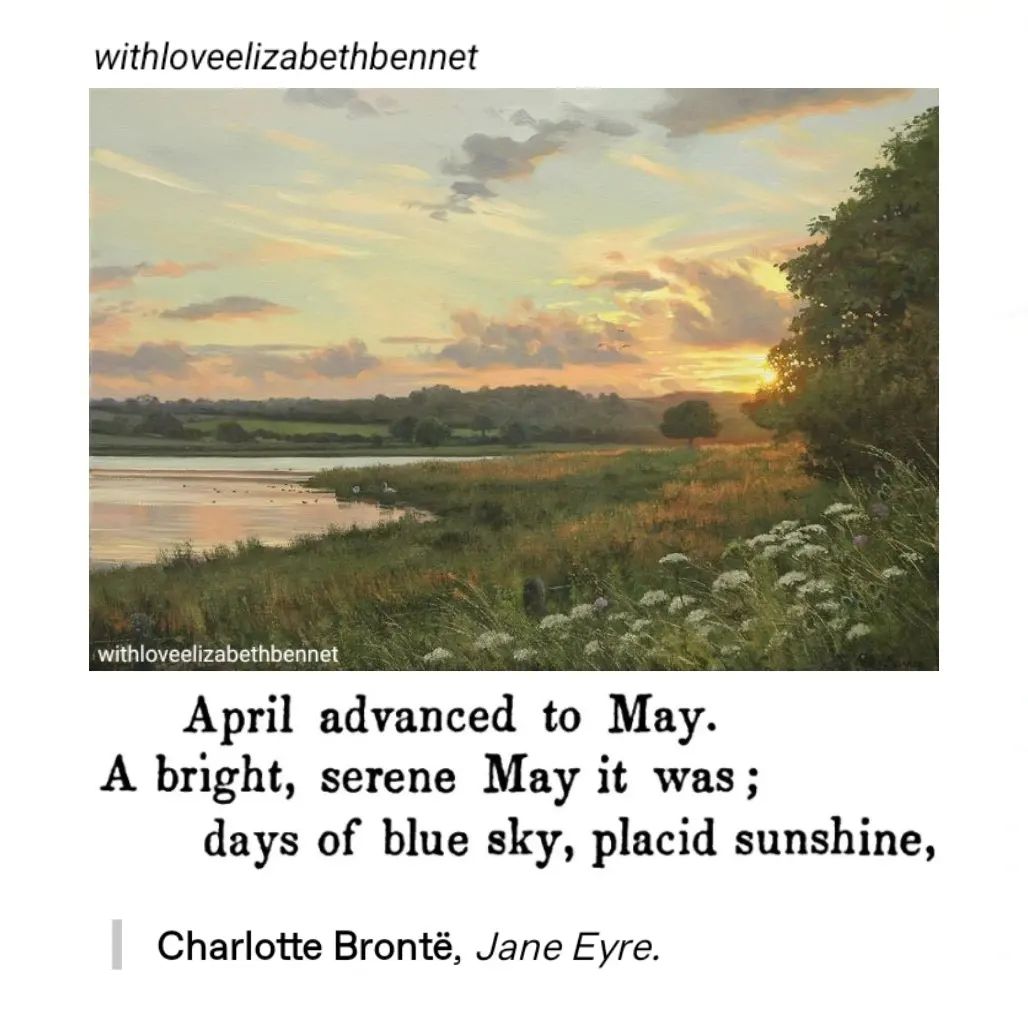 withloveelizabethbennet
withloveelizabethbennet
April advanced to May.
A bright, serene May it was;
days of blue sky, placid sunshine,
Charlotte Brontë, Jane Eyre.